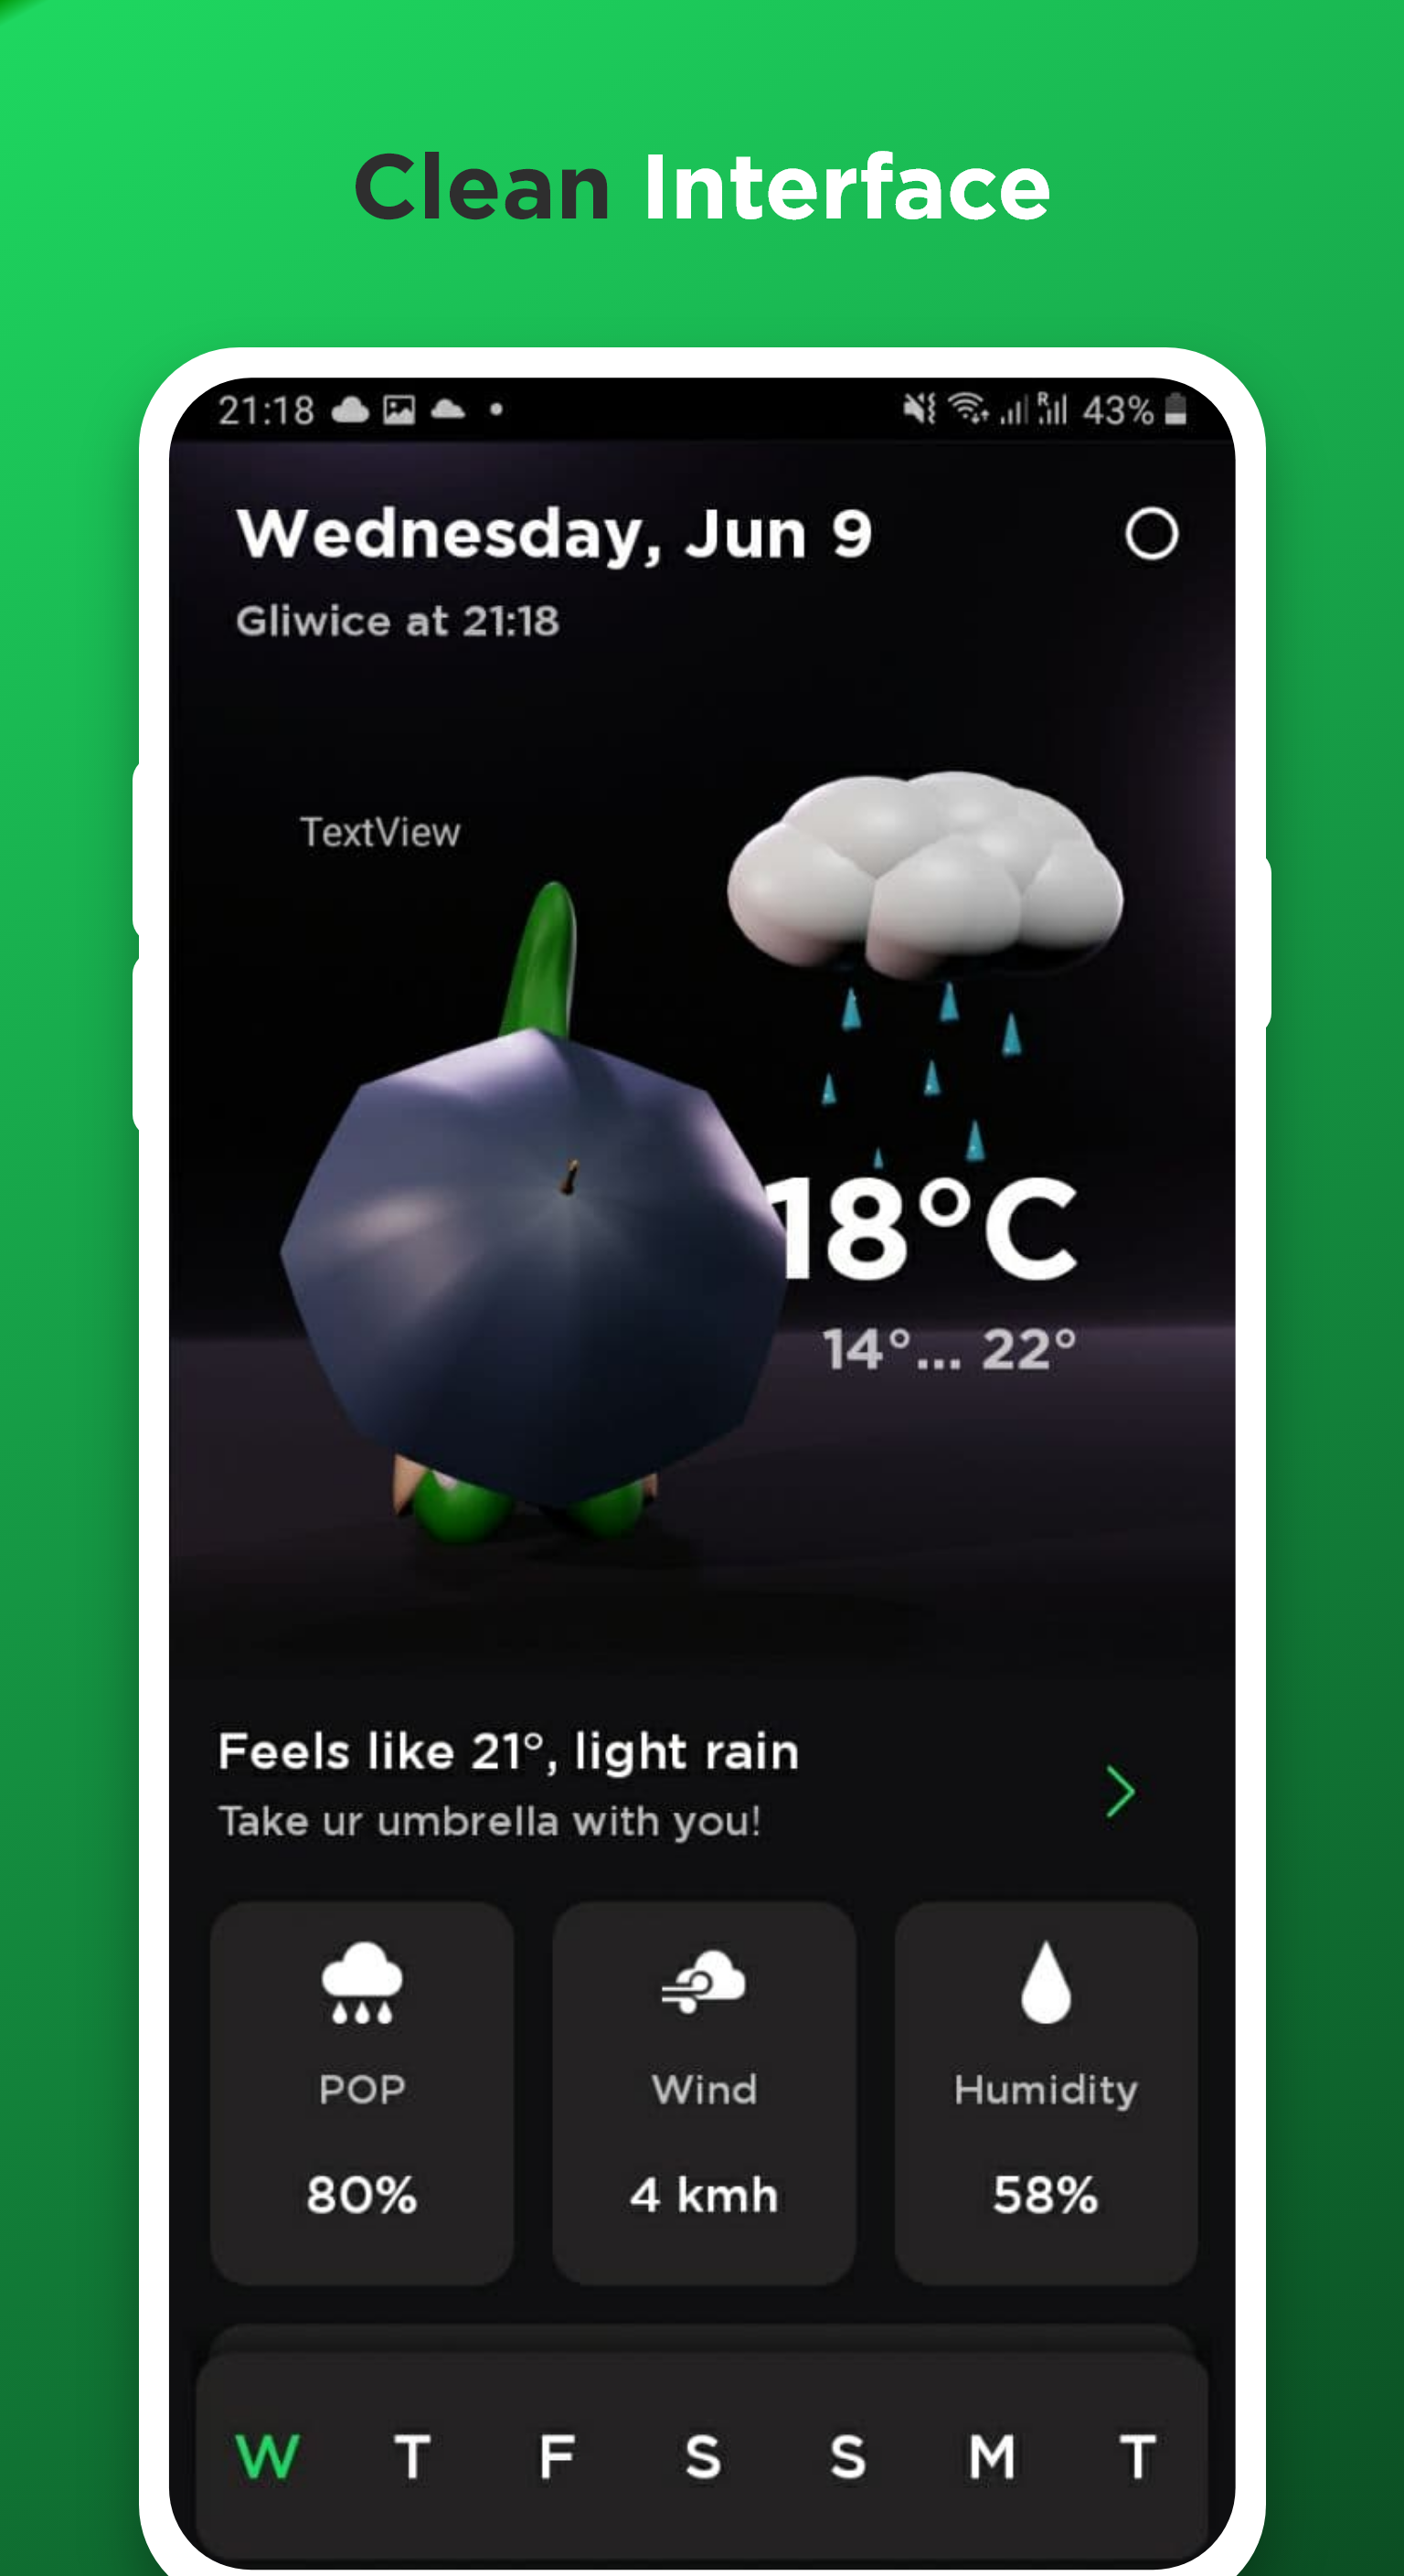 Clean Interface
21:18 R 43%
Wednesday, Jun 9
Gliwice at 21:18
TextView
18°C
14°... 22°
Feels like 21°, light rain
Take ur umbrella with you!
POP Wind Humidity
80% 4 kmh 58%
W T F S S M T